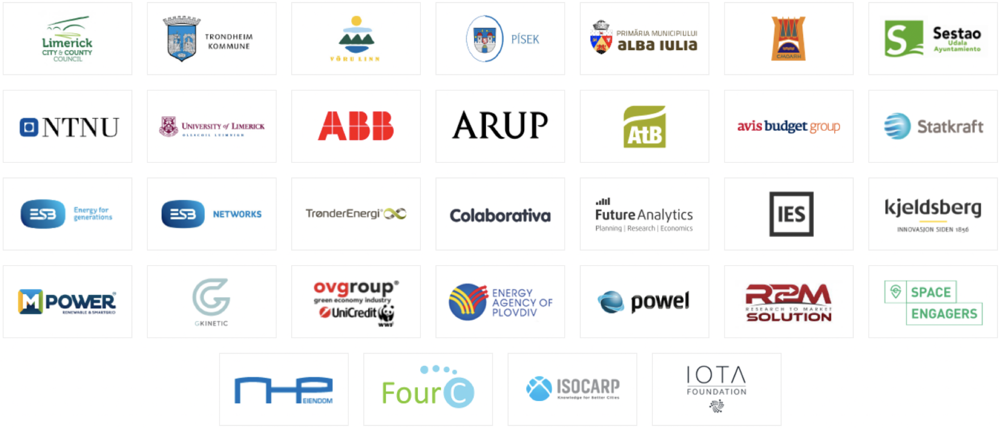 Limerick
CITY & COUNTY
COUNCIL
TRONDHEIM
KOMMUNE
VÕRU LINN
PÍSEK
PRIMĂRIA MUNICIPIULUI
ALBA IULIA
CMDARH
S
Sestao
Udala
Ayuntamiento
NTNU
UNIVERSITY of LIMERICK
OLLSCOIL LUIMNIGH
ABB
ARUP
AtB
avis budget group
Statkraft
ESB
Energy for
generations
ESB NETWORKS
TrønderEnergi®
Colaborativa
Future Analytics
Planning | Research | Economics
IES
kjeldsberg
INNOVASJON SIDEN 1856
M POWER
RENEWABLE & SMARTGRID
G
GKINETIC
ovgroup®
green economy industry
UniCredit
WWF
ENERGY
AGENCY OF
PLOVDIV
powel
R2M
RESEARCH TO MARKET
SOLUTION
SPACE
ENGAGERS
nhp
EIENDOM
FourC
ISOCARP
Knowledge for Better Cities
IOTA
FOUNDATION